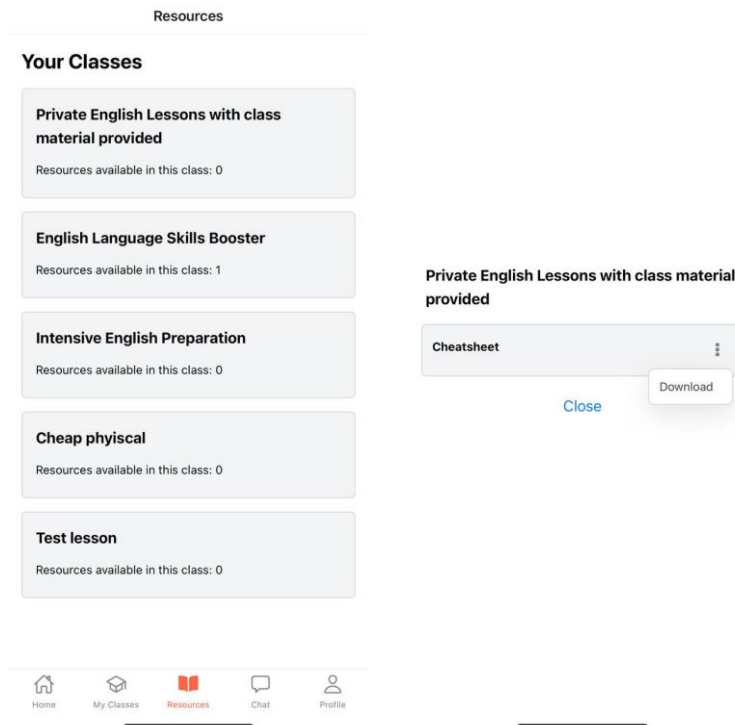 Resources
Your Classes
Private English Lessons with class
material provided
Resources available in this class: 0
English Language Skills Booster
Resources available in this class: 1
Intensive English Preparation
Resources available in this class: 0
Cheap phyiscal
Resources available in this class: 0
Test lesson
Resources available in this class: 0
Home My Classes Resources Chat Profile
Private English Lessons with class material
provided
Cheatsheet
Download
Close